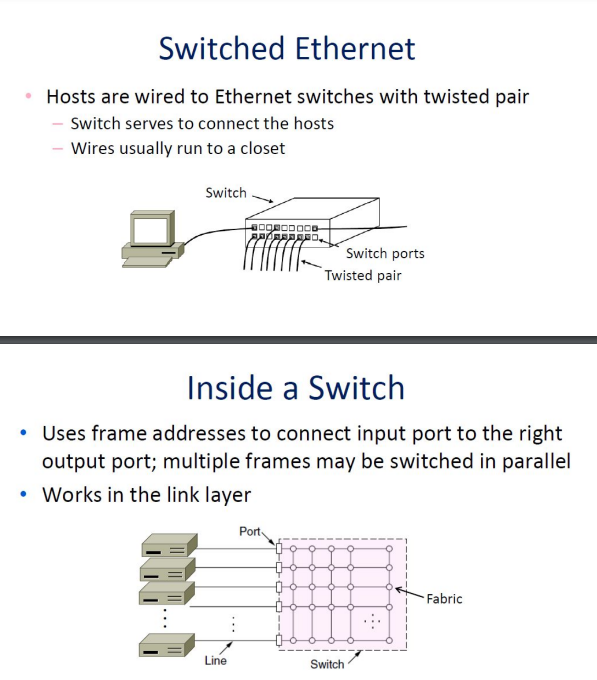 Switched Ethernet
• Hosts are wired to Ethernet switches with twisted pair
– Switch serves to connect the hosts
– Wires usually run to a closet
Switch
Switch ports
Twisted pair
Inside a Switch
• Uses frame addresses to connect input port to the right
output port; multiple frames may be switched in parallel
• Works in the link layer
Port
Fabric
Line
Switch